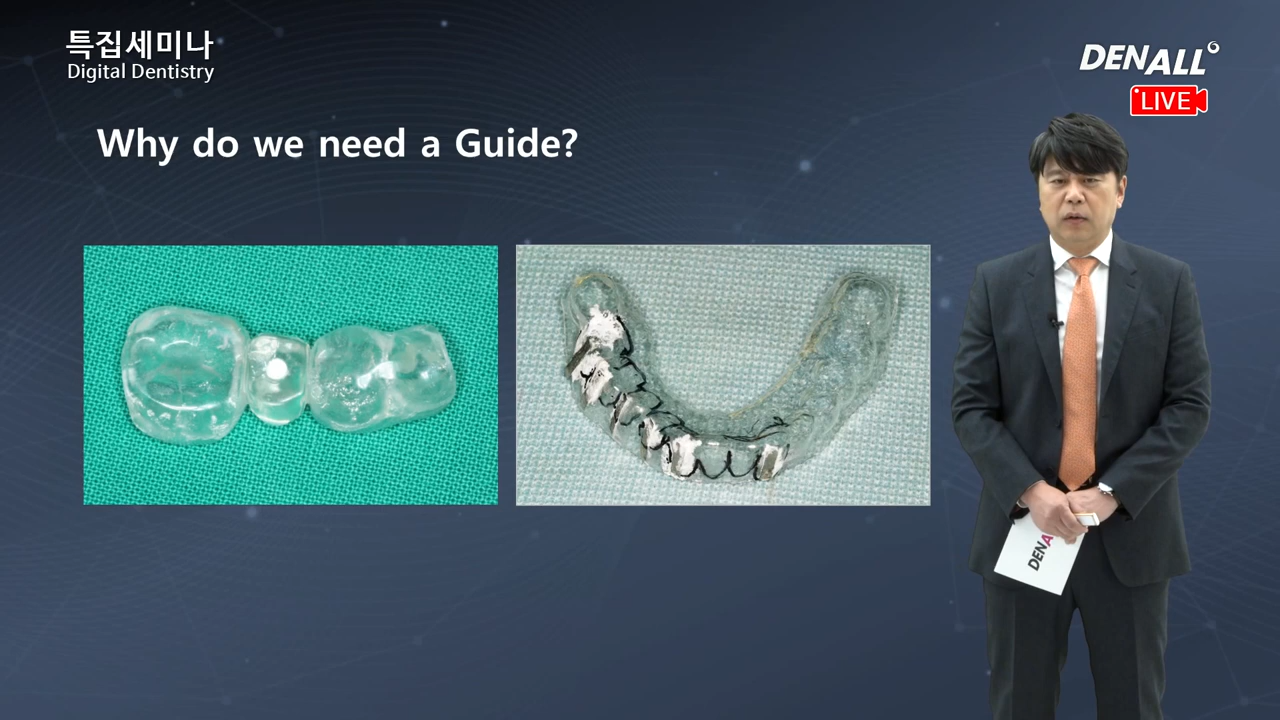 특집세미나
Digital Dentistry
DENALL
LIVE
Why do we need a Guide?
DENA